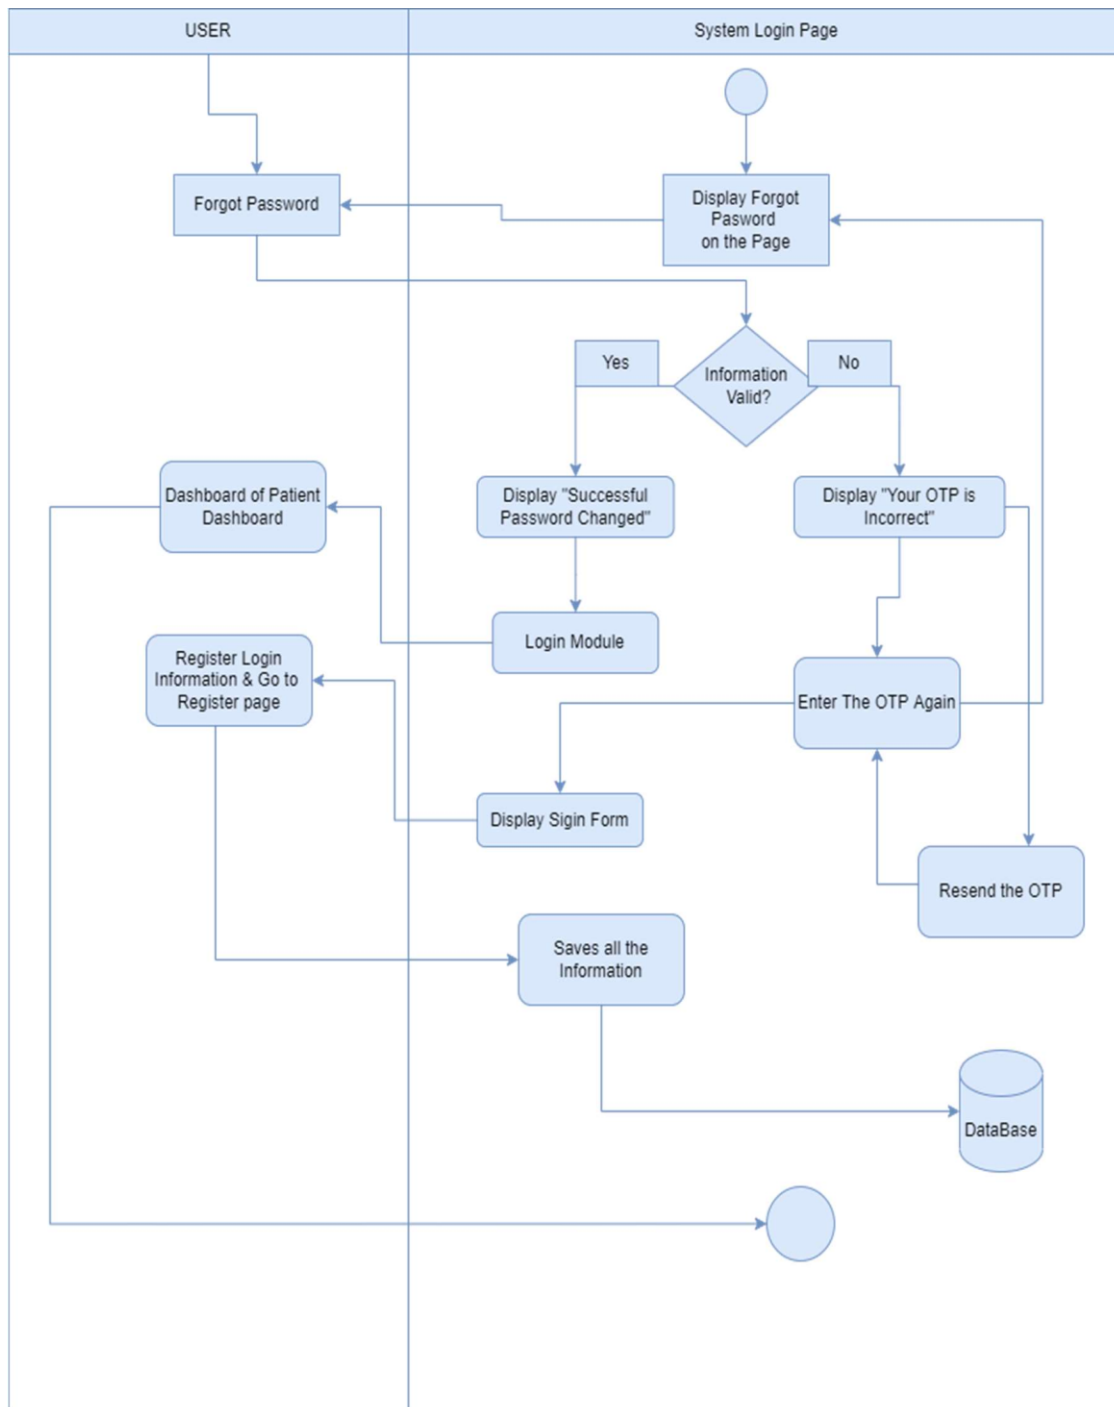 USER
System Login Page
Forgot Password
Display Forgot
Pasword
on the Page
Yes
Information
Valid?
No
Dashboard of Patient
Dashboard
Display "Successful
Password Changed"
Display "Your OTP is
Incorrect"
Login Module
Register Login
Information & Go to
Register page
Enter The OTP Again
Display Sigin Form
Resend the OTP
Saves all the
Information
DataBase